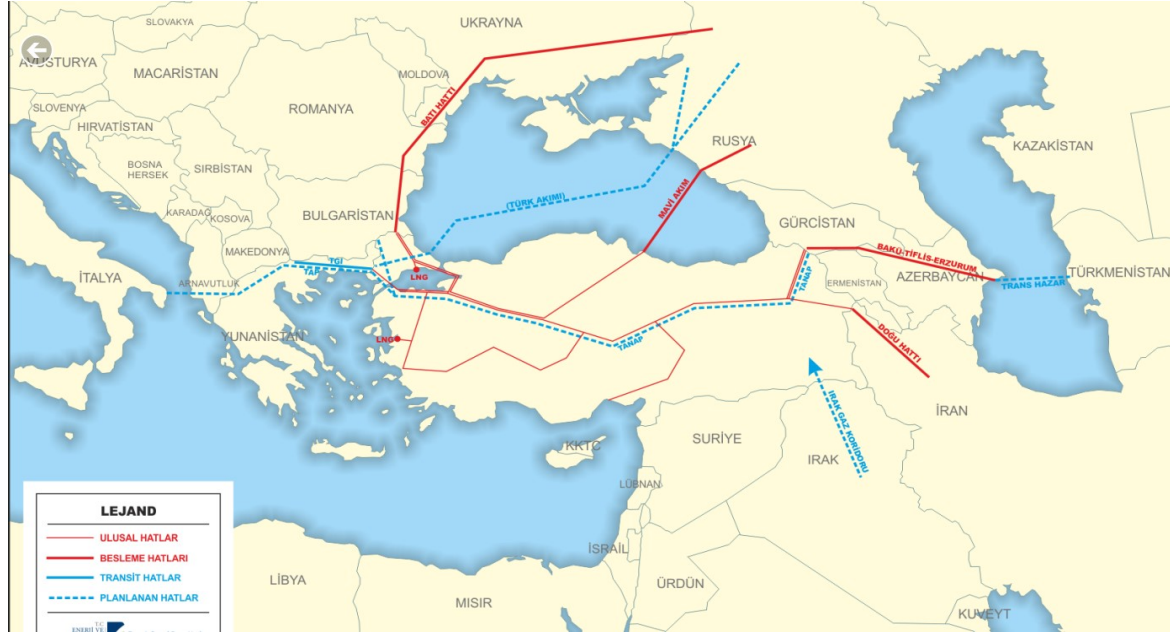 UKRAYNA
SLOVAKYA
AVUSTURYA
MACARİSTAN
MOLDOVA
SLOVENYA
ROMANYA
HIRVATİSTAN
BATI HATTI
RUSYA
KAZAKİSTAN
BOSNA
HERSEK
SIRBİSTAN
(TÜRK AKIMI)
MAVİ AKIM
KARADAĞ
KOSOVA
BULGARİSTAN
GÜRCİSTAN
MAKEDONYA
BAKÜ-TİFLİS-ERZURUM
İTALYA
TGI
TAP
LNG
ARNAVUTLUK
TANAP
ERMENİSTAN
AZERBAYCAN
TRANS HAZAR
TÜRKMENİSTAN
YUNANİSTAN
LNG
TANAP
DOĞU HATTI
İRAN
IRAK GAZ KORİDORU
SURİYE
IRAK
KKTC
LÜBNAN
İSRAİL
ÜRDÜN
LİBYA
MISIR
KUVEYT
LEJAND
ULUSAL HATLAR
BESLEME HATLARI
TRANSİT HATLAR
PLANLANAN HATLAR
T.C.
ENERJİ VE